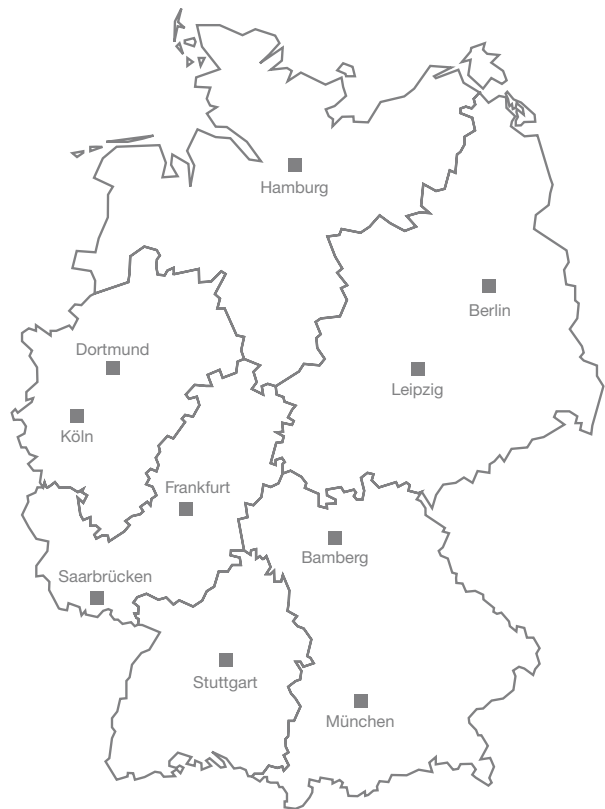 Hamburg
Berlin
Dortmund
Leipzig
Köln
Frankfurt
Bamberg
Saarbrücken
Stuttgart
München